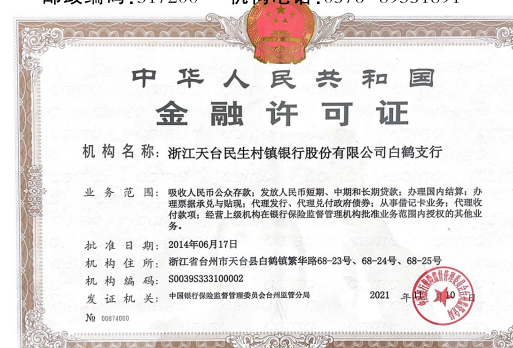 中华人民共和国
金融许可证
机构名称：浙江天台民生村镇银行股份有限公司白鹤支行
业务范围：吸收人民币公众存款；发放人民币短期、中期和长期贷款；办理国内结算；办
理票据承兑与贴现；代理发行、代理兑付政府债券；从事借记卡业务；代理收
付款项；经营上级机构在银行保险监督管理机构批准业务范围内授权的其他业
务。
批准日期：2014年06月17日
机构住所：浙江省台州市天台县白鹤镇繁华路68-23号、68-24号、68-25号
机构编码：S0039S333100002
发证机关：中国银行保险监督管理委员会台州监管分局 2021 年11 10
№ 00874060